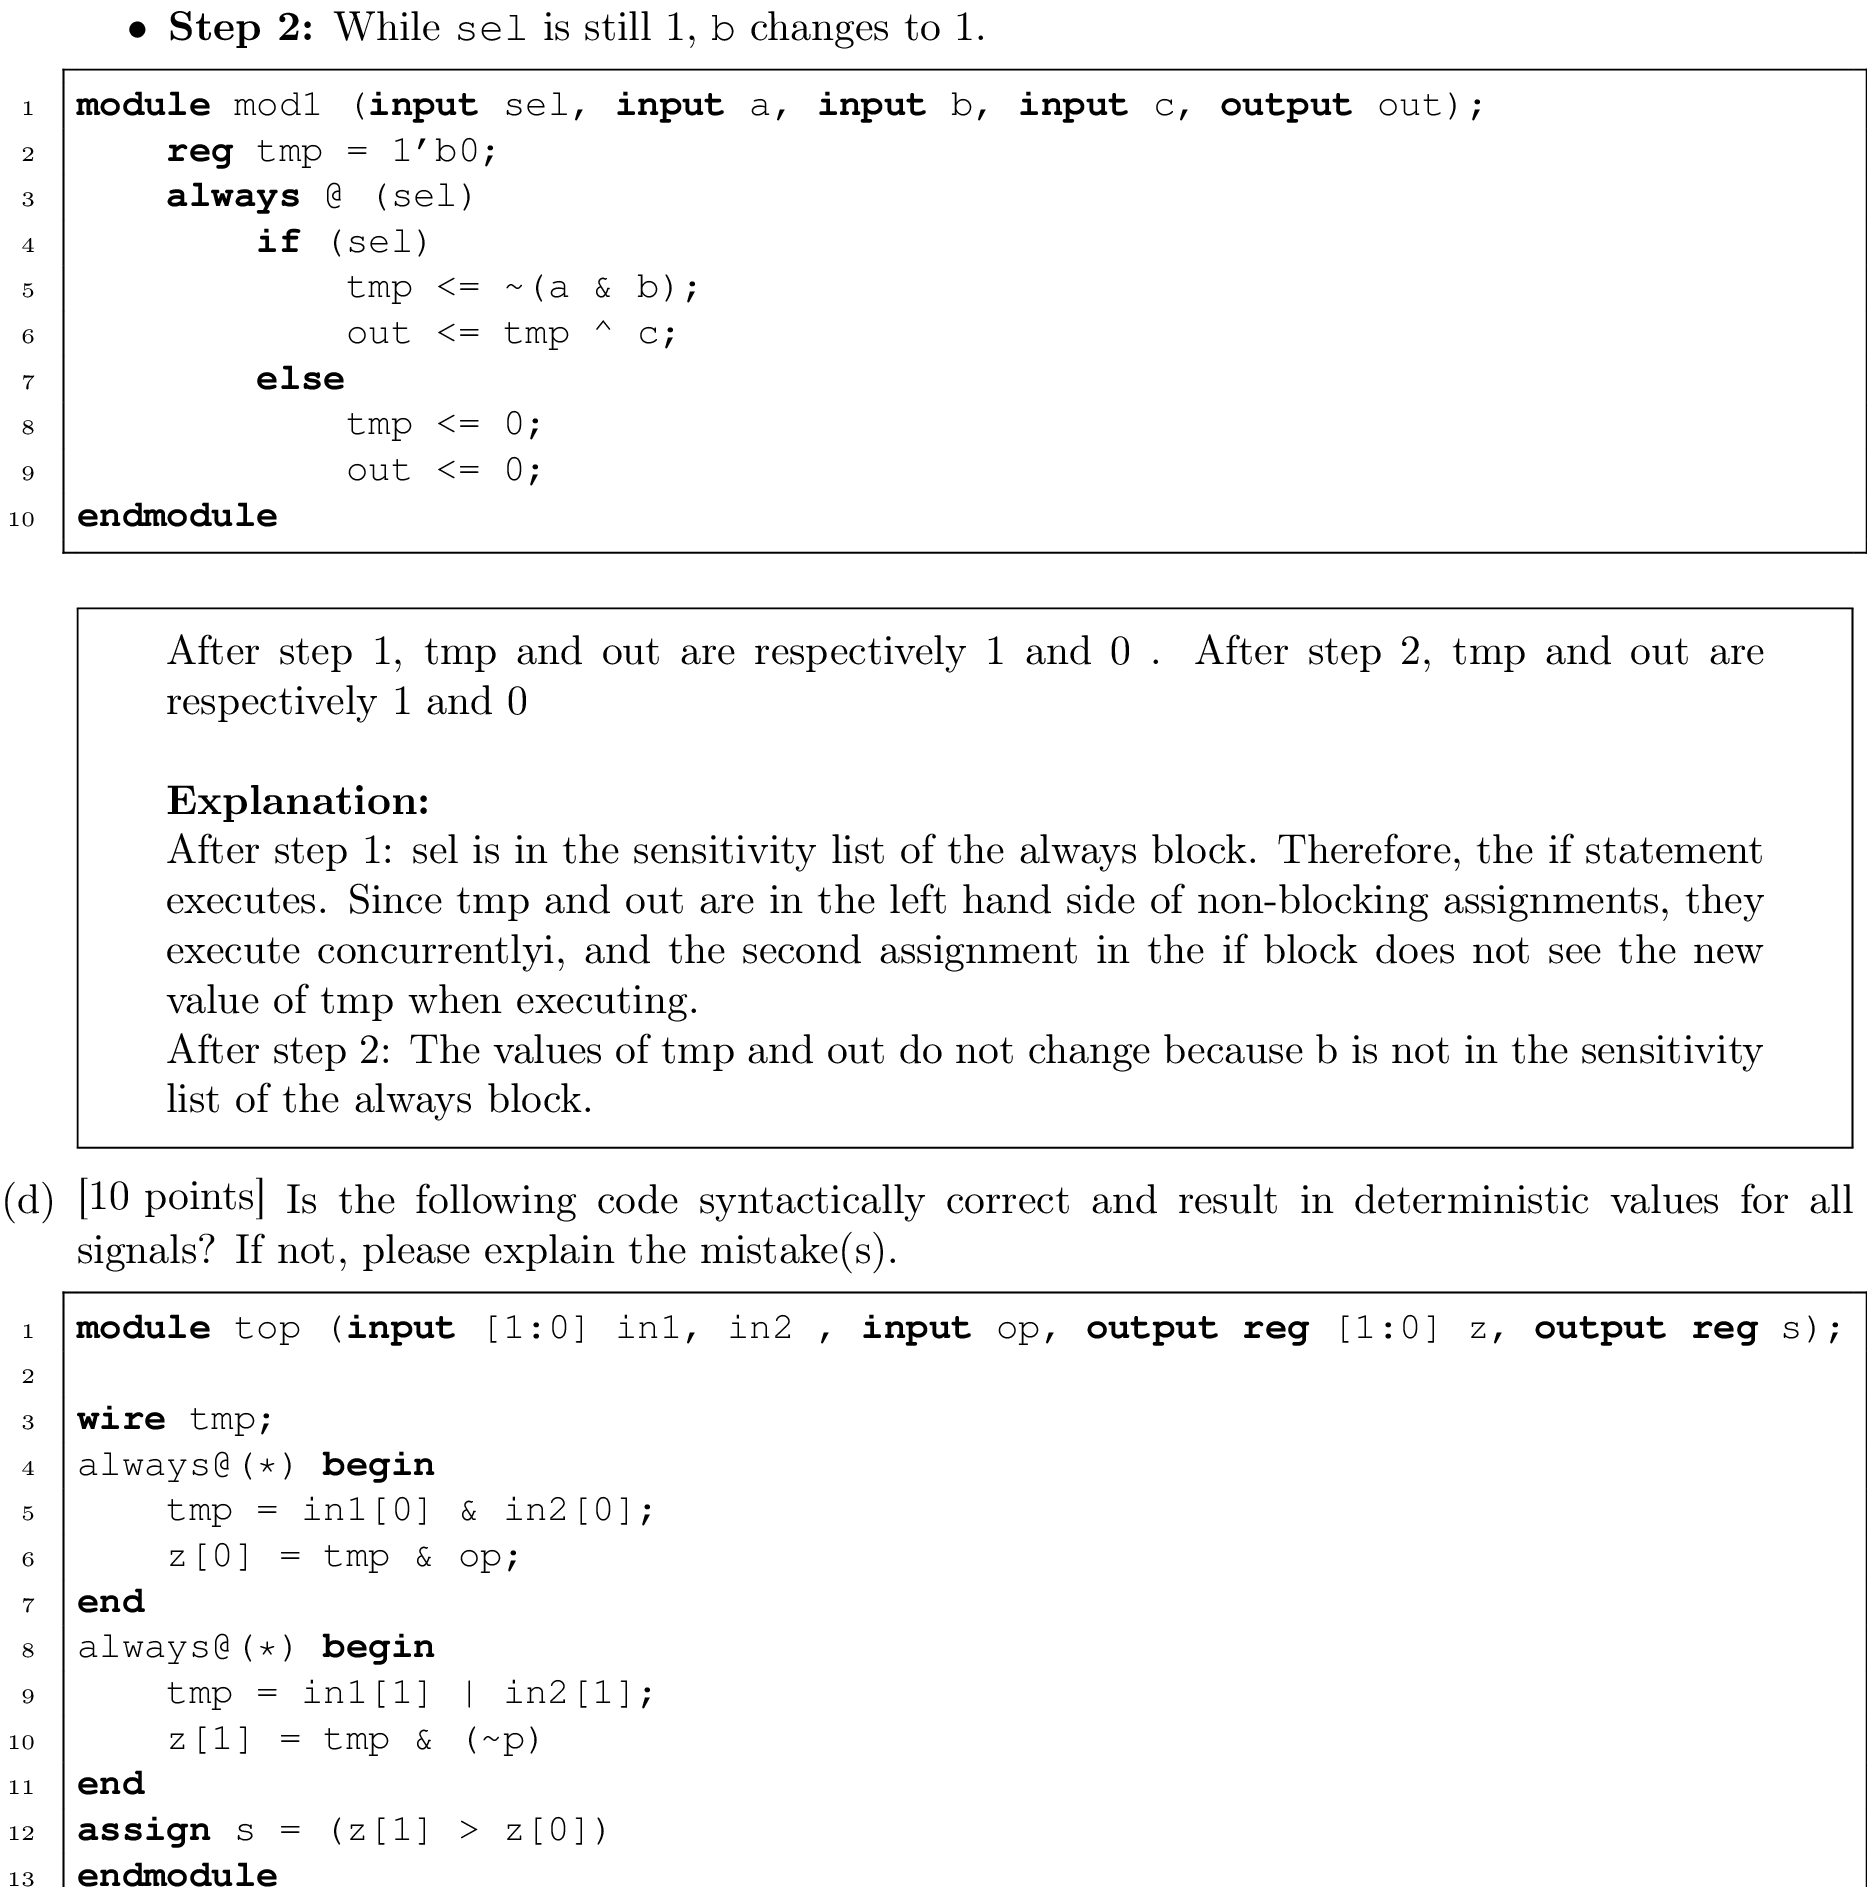 • Step 2: While sel is still 1, b changes to 1.
1 module mod1 (input sel, input a, input b, input c, output out);
2 reg tmp = 1'b0;
3 always @ (sel)
4 if (sel)
5 tmp <= ~(a & b);
6 out <= tmp ^ c;
7 else
8 tmp <= 0;
9 out <= 0;
10 endmodule
After step 1, tmp and out are respectively 1 and 0 . After step 2, tmp and out are
respectively 1 and 0
Explanation:
After step 1: sel is in the sensitivity list of the always block. Therefore, the if statement
executes. Since tmp and out are in the left hand side of non-blocking assignments, they
execute concurrentlyi, and the second assignment in the if block does not see the new
value of tmp when executing.
After step 2: The values of tmp and out do not change because b is not in the sensitivity
list of the always block.
(d) [10 points] Is the following code syntactically correct and result in deterministic values for all
signals? If not, please explain the mistake(s).
1 module top (input [1:0] in1, in2 , input op, output reg [1:0] z, output reg s);
2
3 wire tmp;
4 always@(*) begin
5 tmp = in1[0] & in2[0];
6 z[0] = tmp & op;
7 end
8 always@(*) begin
9 tmp = in1[1] | in2[1];
10 z[1] = tmp & (~p)
11 end
12 assign s = (z[1] > z[0])
13 endmodule